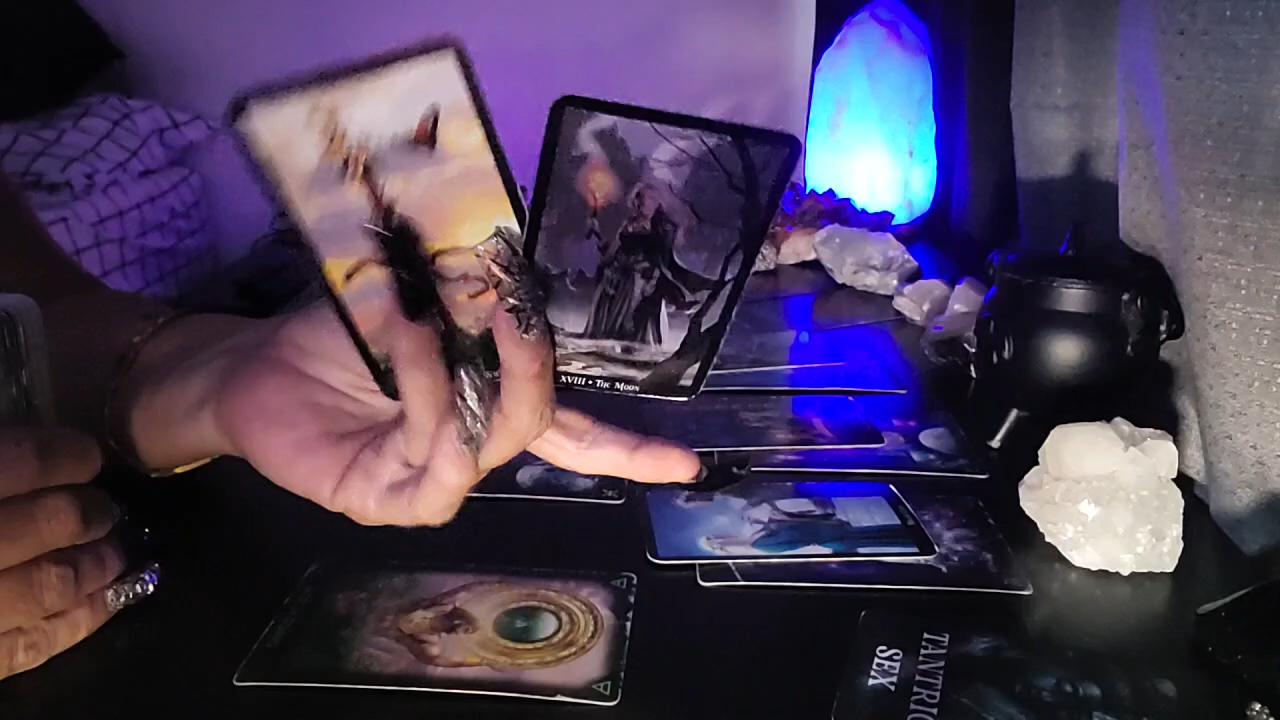 XVIII • The Moon
TANTRIC
SEX